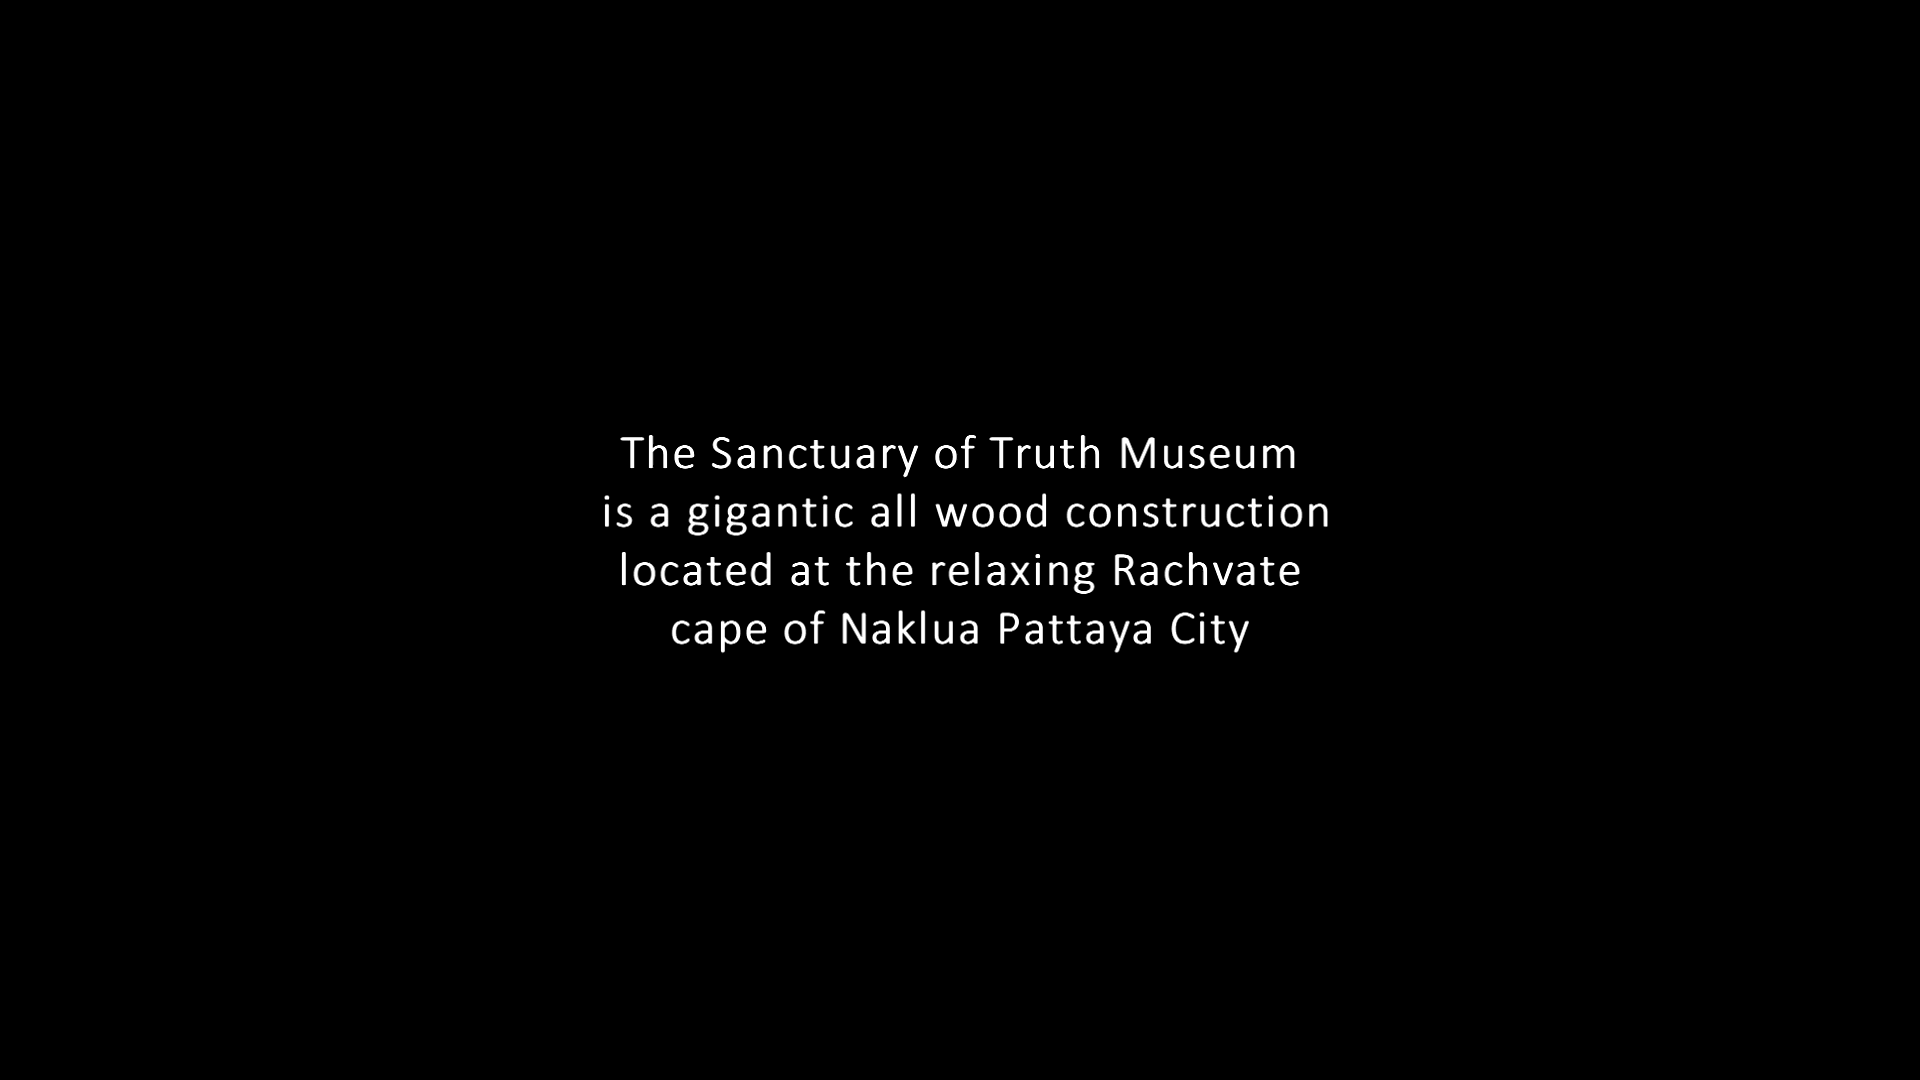 The Sanctuary of Truth Museum
is a gigantic all wood construction
located at the relaxing Rachvate
cape of Naklua Pattaya City